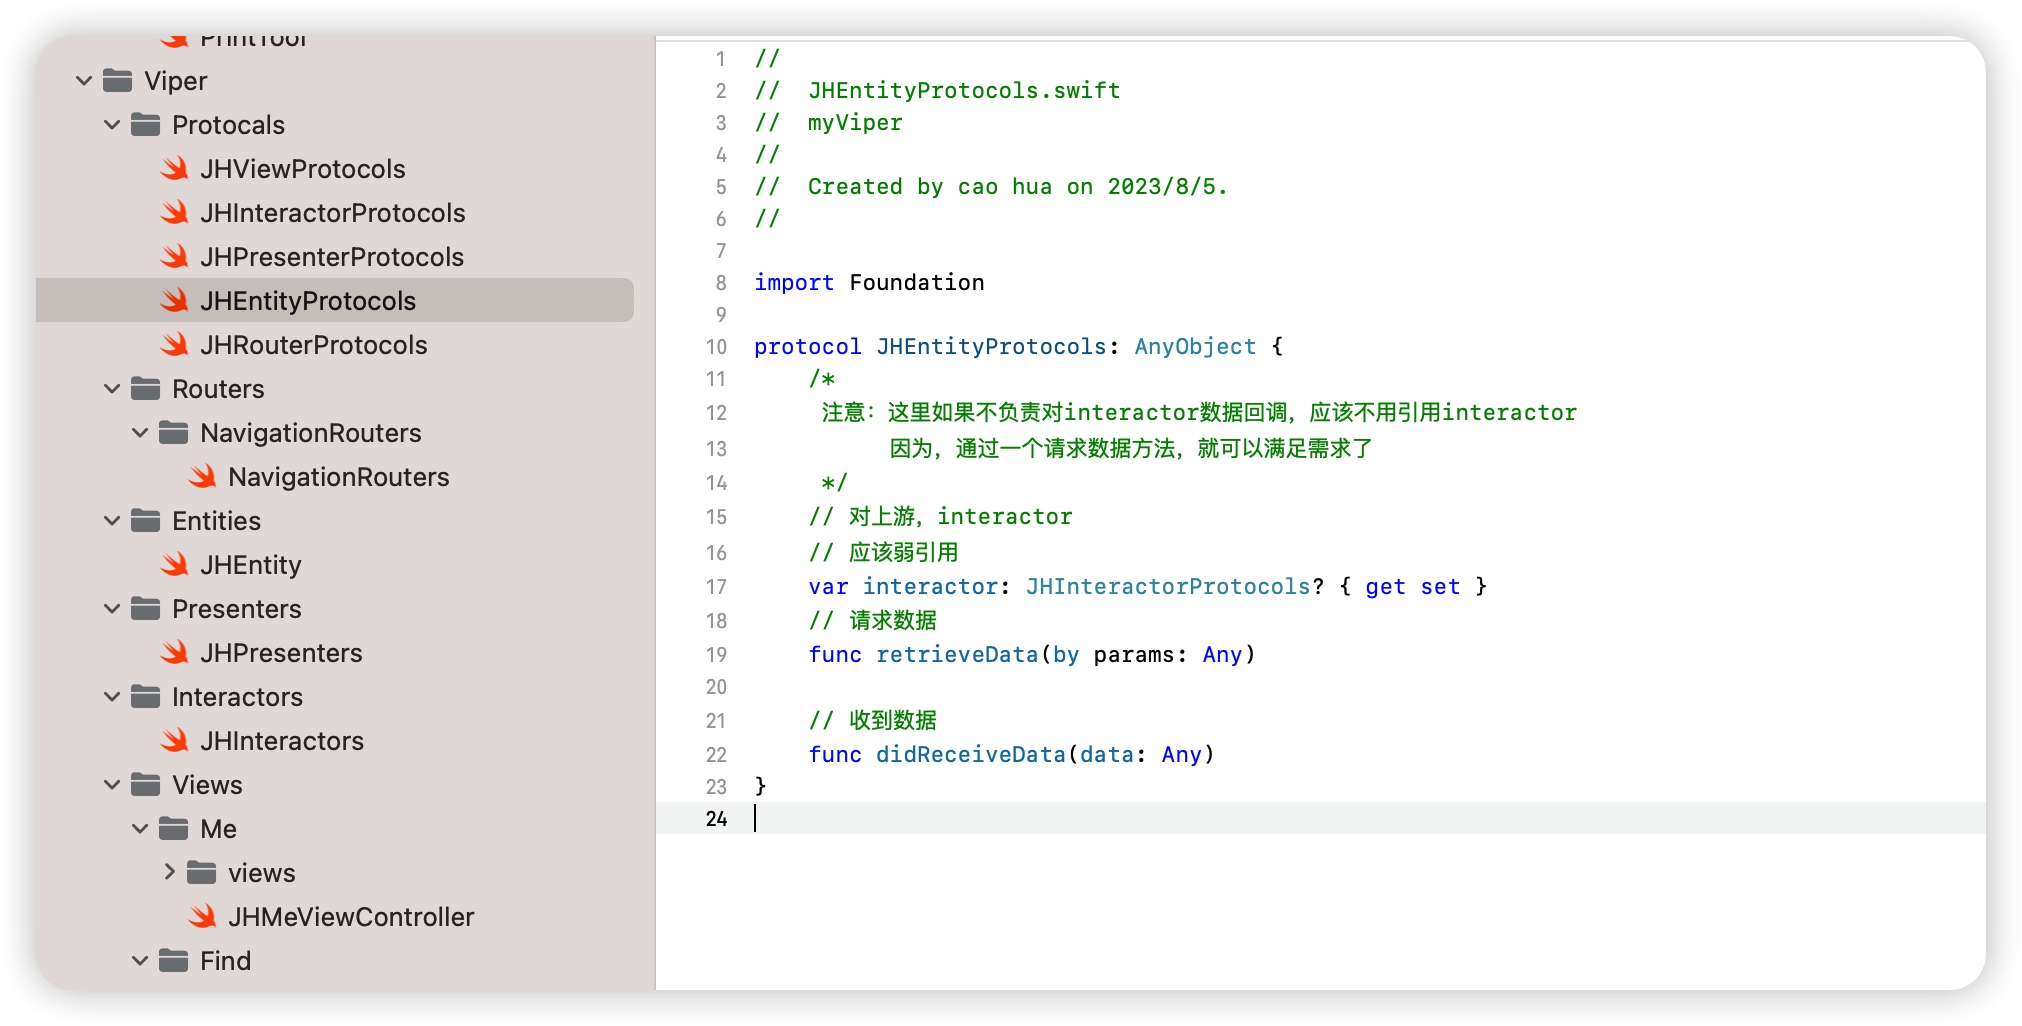 PrintTool
Viper
Protocals
JHViewProtocols
JHInteractorProtocols
JHPresenterProtocols
JHEntityProtocols
JHRouterProtocols
Routers
NavigationRouters
NavigationRouters
Entities
JHEntity
Presenters
JHPresenters
Interactors
JHInteractors
Views
Me
views
JHMeViewController
Find
1 //
2 //  JHEntityProtocols.swift
3 //  myViper
4 //
5 //  Created by cao hua on 2023/8/5.
6 //
7
8 import Foundation
9
10 protocol JHEntityProtocols: AnyObject {
11     /*
12      注意：这里如果不负责对interactor数据回调，应该不用引用interactor
13           因为，通过一个请求数据方法，就可以满足需求了
14      */
15     // 对上游，interactor
16     // 应该弱引用
17     var interactor: JHInteractorProtocols? { get set }
18     // 请求数据
19     func retrieveData(by params: Any)
20
21     // 收到数据
22     func didReceiveData(data: Any)
23 }
24